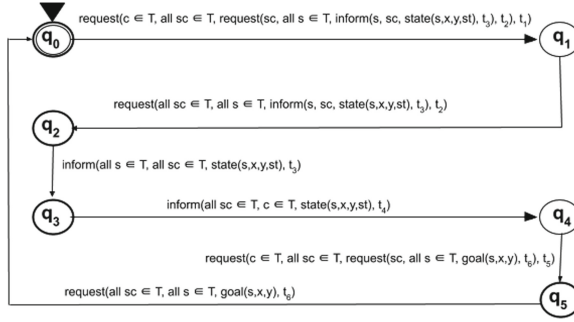 request(c ∈ T, all sc ∈ T, request(sc, all s ∈ T, inform(s, sc, state(s,x,y,st), t₃), t₂), t₁)
q₀
q₁
request(all sc ∈ T, all s ∈ T, inform(s, sc, state(s,x,y,st), t₃), t₂)
q₂
inform(all s ∈ T, all sc ∈ T, state(s,x,y,st), t₃)
inform(all sc ∈ T, c ∈ T, state(s,x,y,st), t₄)
q₃
q₄
request(c ∈ T, all sc ∈ T, request(sc, all s ∈ T, goal(s,x,y), t₆), t₅)
request(all sc ∈ T, all s ∈ T, goal(s,x,y), t₆)
q₅